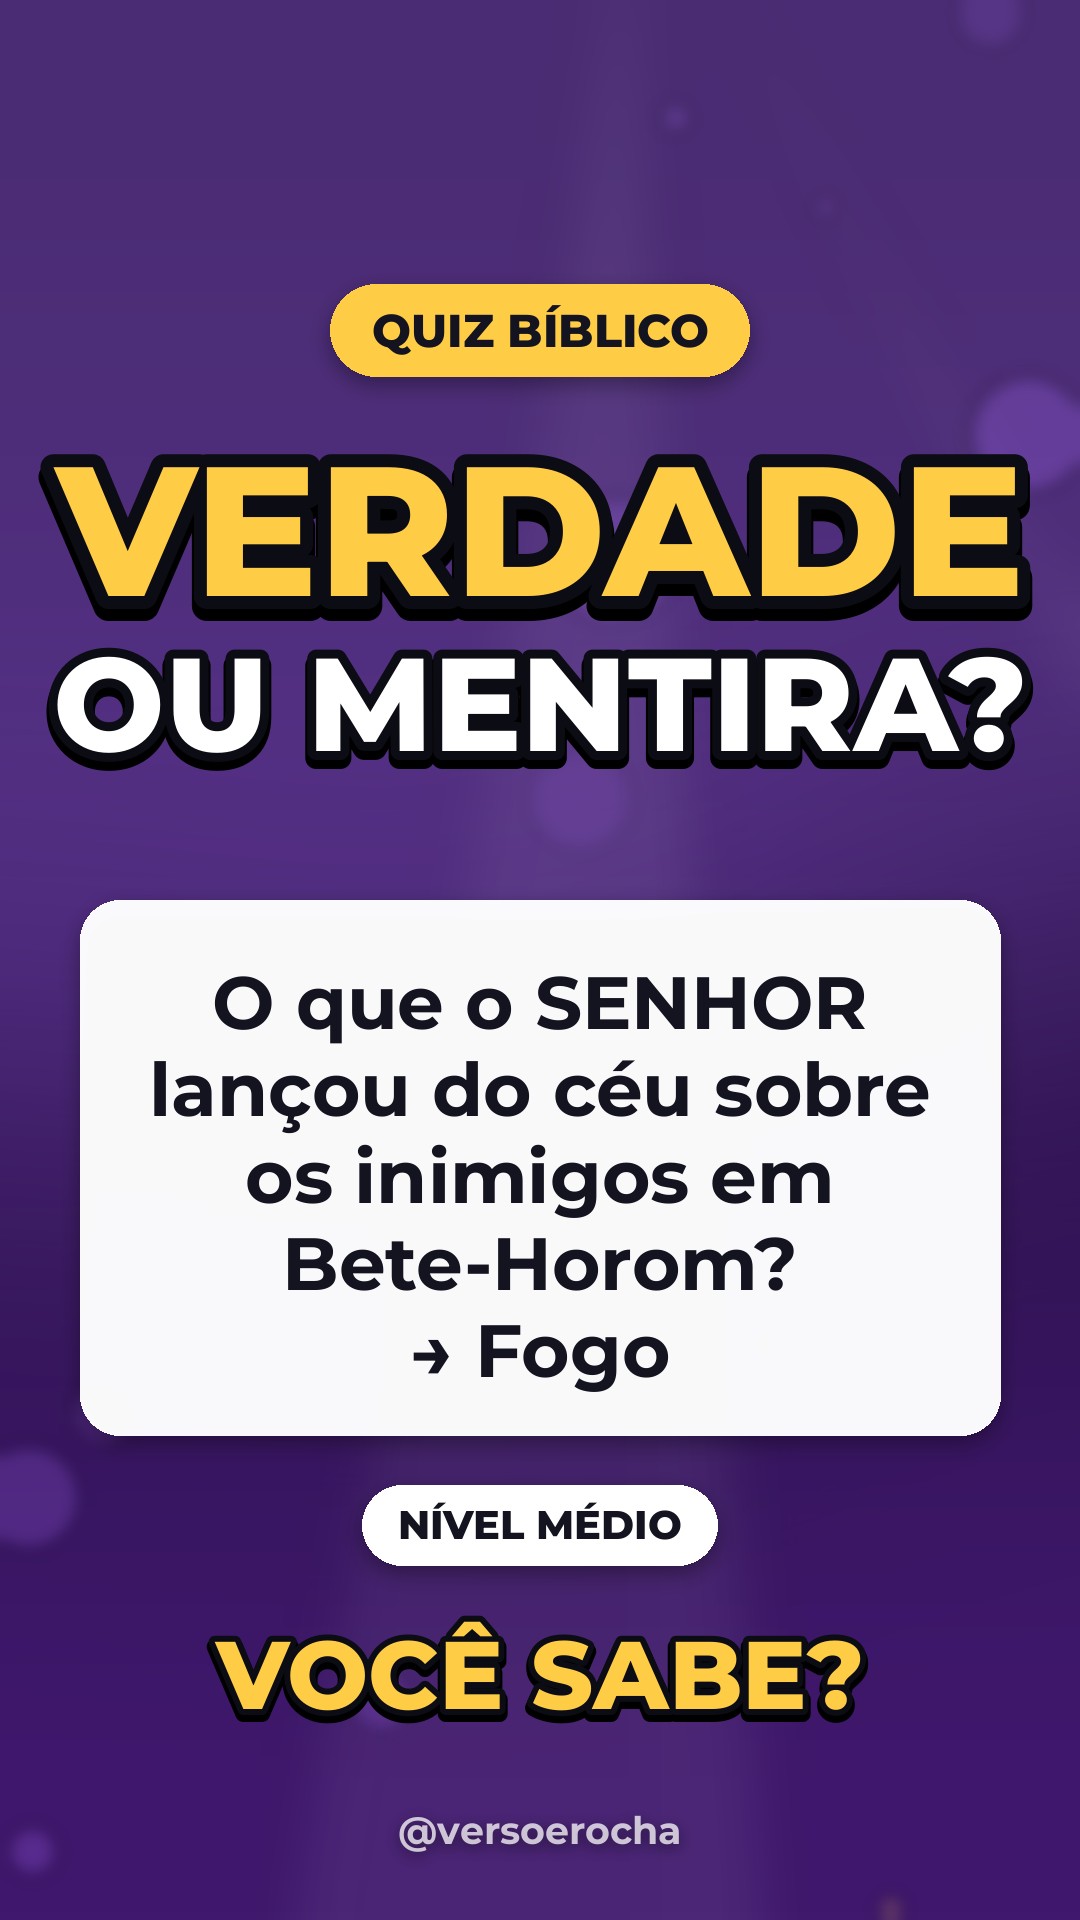 QUIZ BÍBLICO
VERDADE
OU MENTIRA?
O que o SENHOR
lançou do céu sobre
os inimigos em
Bete-Horom?
→ Fogo
NÍVEL MÉDIO
VOCÊ SABE?
@versoerocha